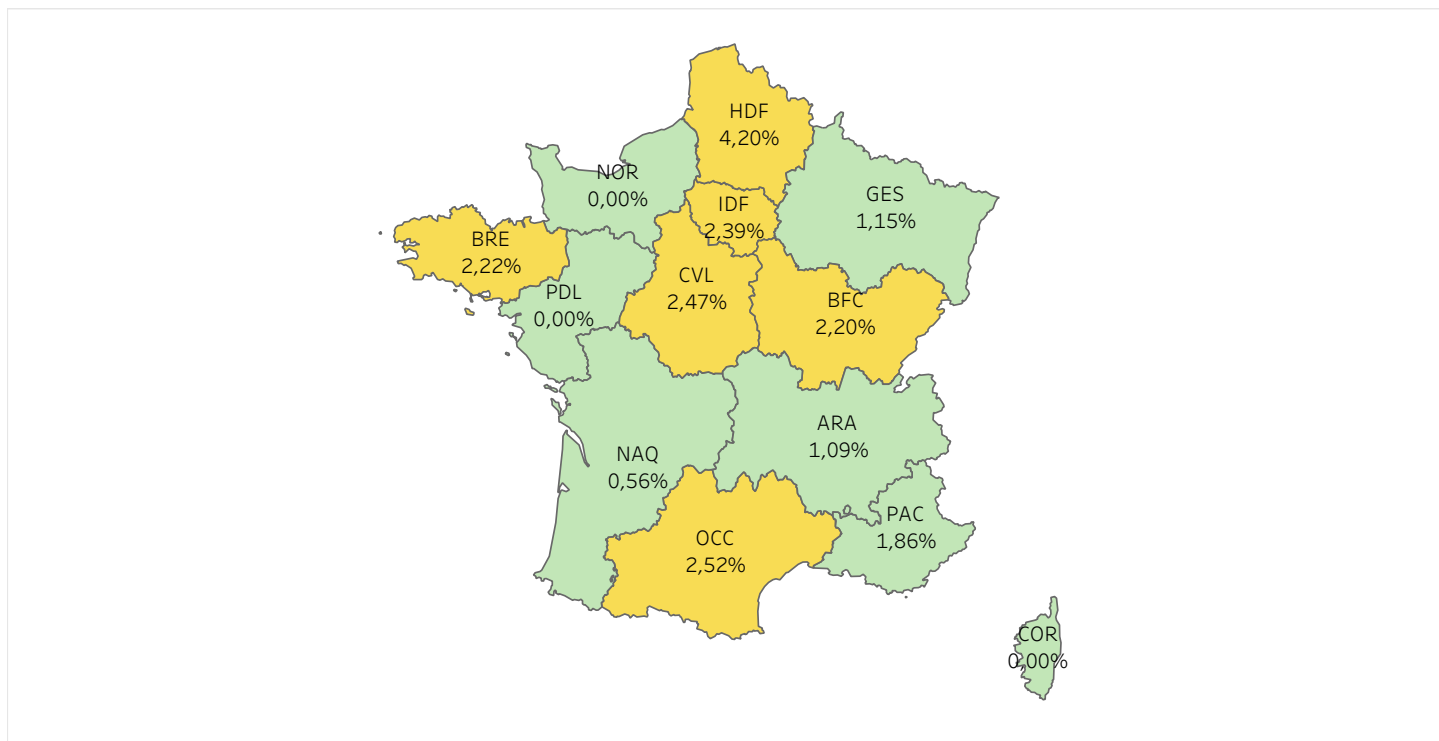 HDF
4,20%
NOR
0,00%
IDF
2,39%
GES
1,15%
BRE
2,22%
CVL
2,47%
PDL
0,00%
BFC
2,20%
ARA
1,09%
NAQ
0,56%
PAC
1,86%
OCC
2,52%
COR
0,00%